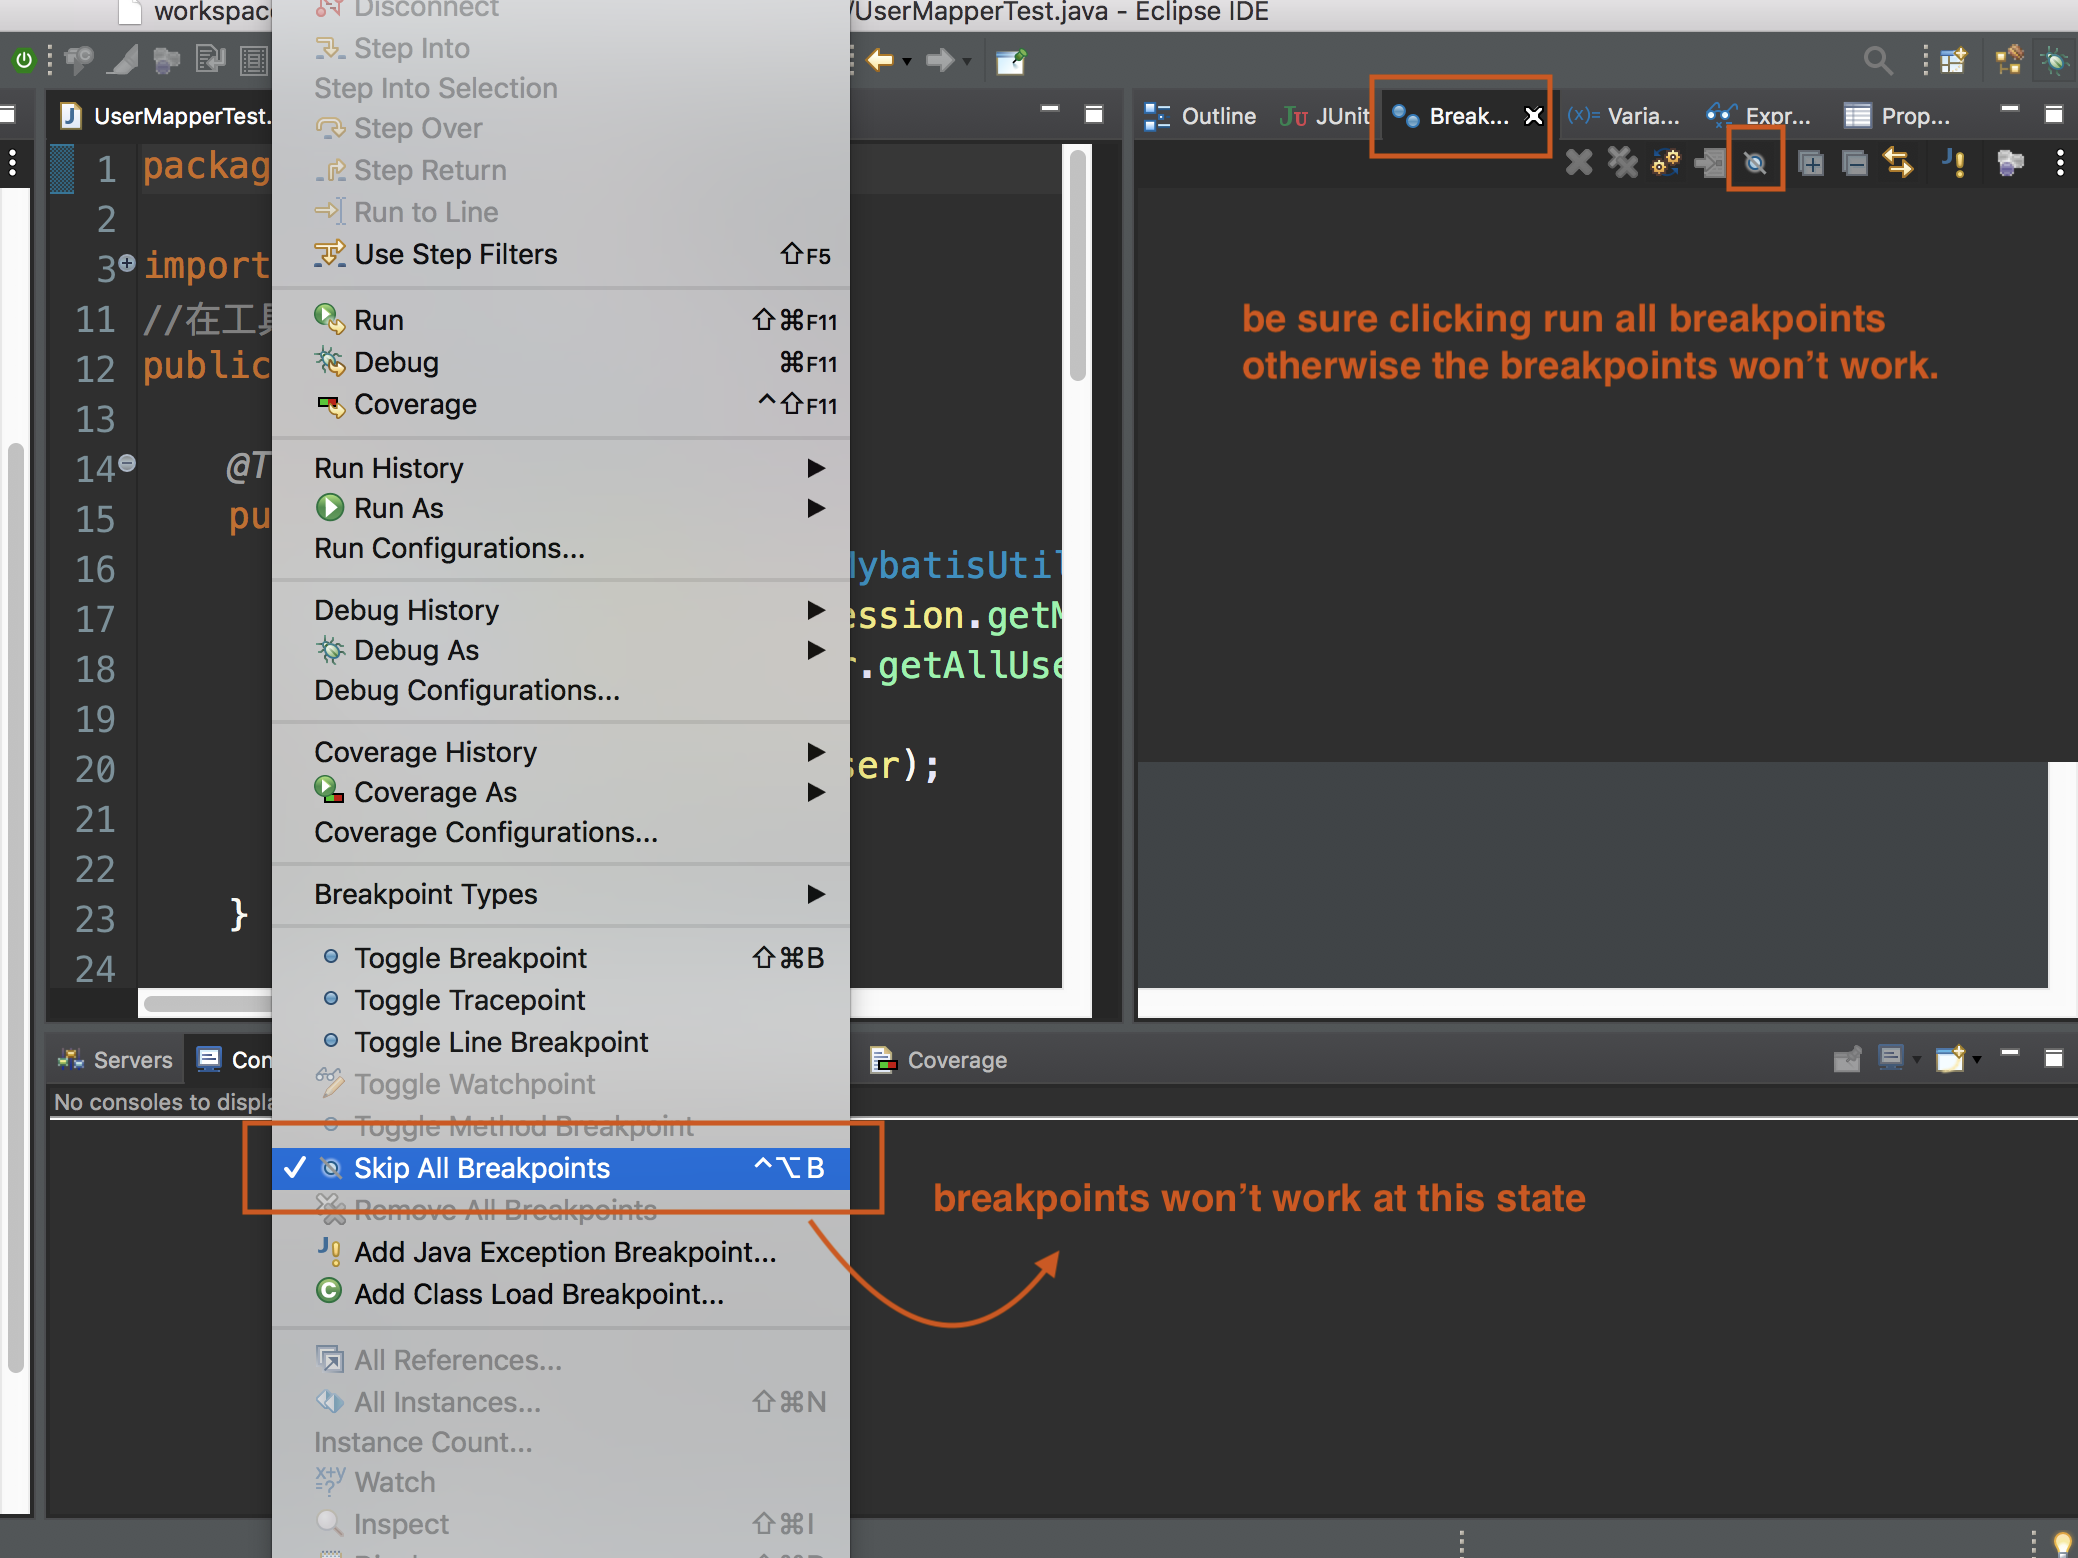 workspac
/UserMapperTest.java - Eclipse IDE
Disconnect
Step Into
Step Into Selection
Step Over
Step Return
Run to Line
Use Step Filters ⇧F5
Run ⇧⌘F11
Debug ⌘F11
Coverage ^⇧F11
Run History
Run As
Run Configurations...
Debug History
Debug As
Debug Configurations...
Coverage History
Coverage As
Coverage Configurations...
Breakpoint Types
Toggle Breakpoint ⇧⌘B
Toggle Tracepoint
Toggle Line Breakpoint
Toggle Watchpoint
Toggle Method Breakpoint
✓ Skip All Breakpoints ^⌥B
Remove All Breakpoints
Add Java Exception Breakpoint...
Add Class Load Breakpoint...
All References...
All Instances... ⇧⌘N
Instance Count...
Watch
Inspect ⇧⌘I
UserMapperTest.
1 packag
2
3 import
11 //在工
12 public
13
14 @T
15 pu
16 MybatisUtil
17 ession.getM
18 r.getAllUse
19
20 ser);
21
22
23 }
24
Outline JUnit Break... (x)= Varia... Expr... Prop...
be sure clicking run all breakpoints
otherwise the breakpoints won't work.
Servers Con Coverage
No consoles to displa
breakpoints won't work at this state